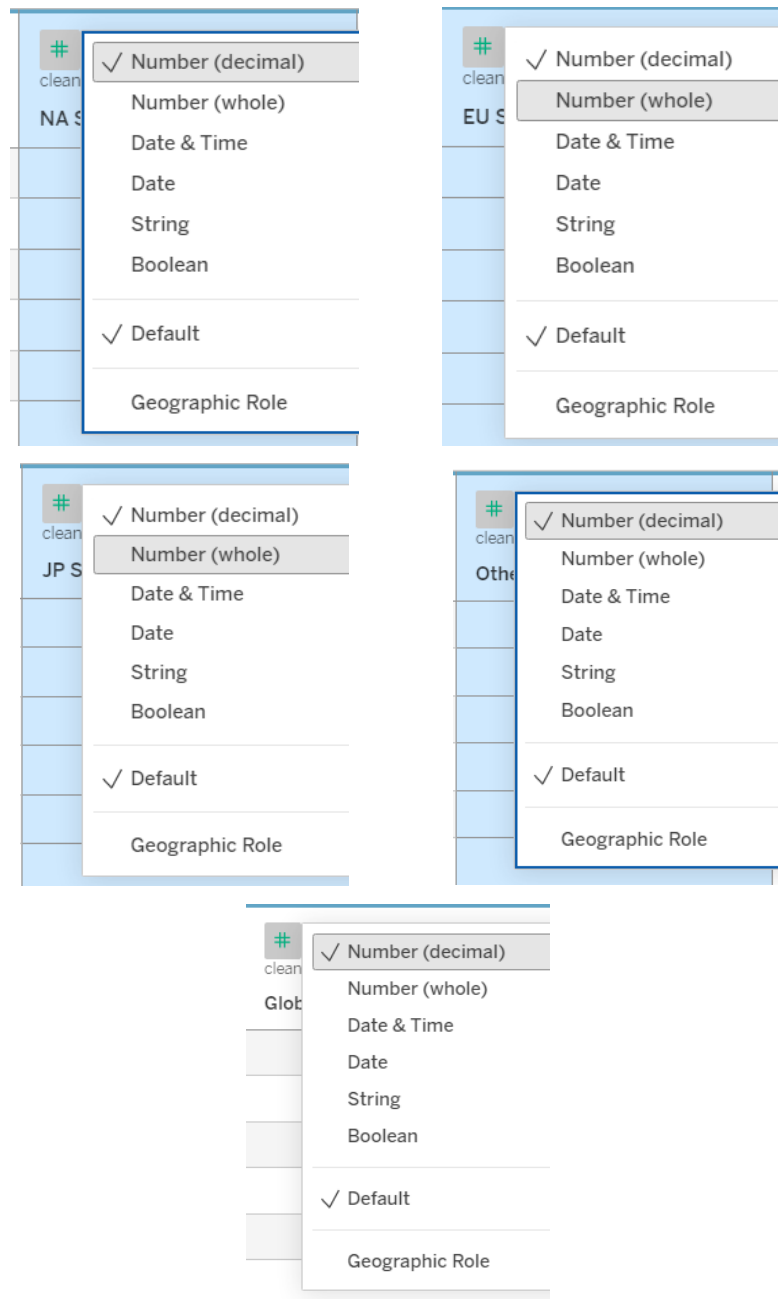 clean
NA S
Number (decimal)
Number (whole)
Date & Time
Date
String
Boolean
Default
Geographic Role
clean
EU S
Number (decimal)
Number (whole)
Date & Time
Date
String
Boolean
Default
Geographic Role
clean
JP S
Number (decimal)
Number (whole)
Date & Time
Date
String
Boolean
Default
Geographic Role
clean
Othe
Number (decimal)
Number (whole)
Date & Time
Date
String
Boolean
Default
Geographic Role
clean
Glob
Number (decimal)
Number (whole)
Date & Time
Date
String
Boolean
Default
Geographic Role